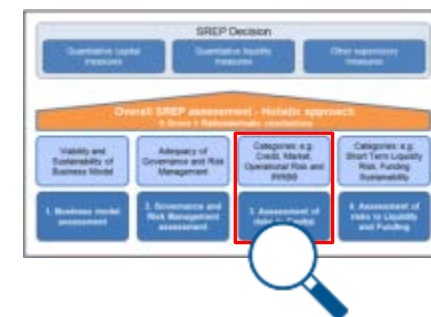 SREP Decision
Quantitative capital
measures
Quantitative liquidity
measures
Other supervisory
measures
Overall SREP assessment - Holistic approach
Viability and
Sustainability of
Business Model
Adequacy of
Governance and Risk
Management
Categories: e.g.
Credit, Market,
Operational Risk and
IRRBB
Categories: e.g.
Short Term Liquidity
Risk, Funding
Sustainability
1. Business model
assessment
2. Governance and
Risk Management
assessment
3. Assessment of
risks to Capital
4. Assessment of
risks to Liquidity
and Funding